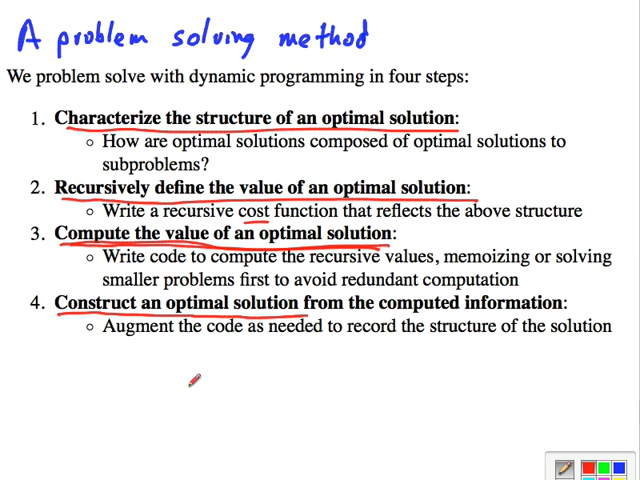 A problem solving method
We problem solve with dynamic programming in four steps:
1. Characterize the structure of an optimal solution:
○ How are optimal solutions composed of optimal solutions to
subproblems?
2. Recursively define the value of an optimal solution:
○ Write a recursive cost function that reflects the above structure
3. Compute the value of an optimal solution:
○ Write code to compute the recursive values, memoizing or solving
smaller problems first to avoid redundant computation
4. Construct an optimal solution from the computed information:
○ Augment the code as needed to record the structure of the solution